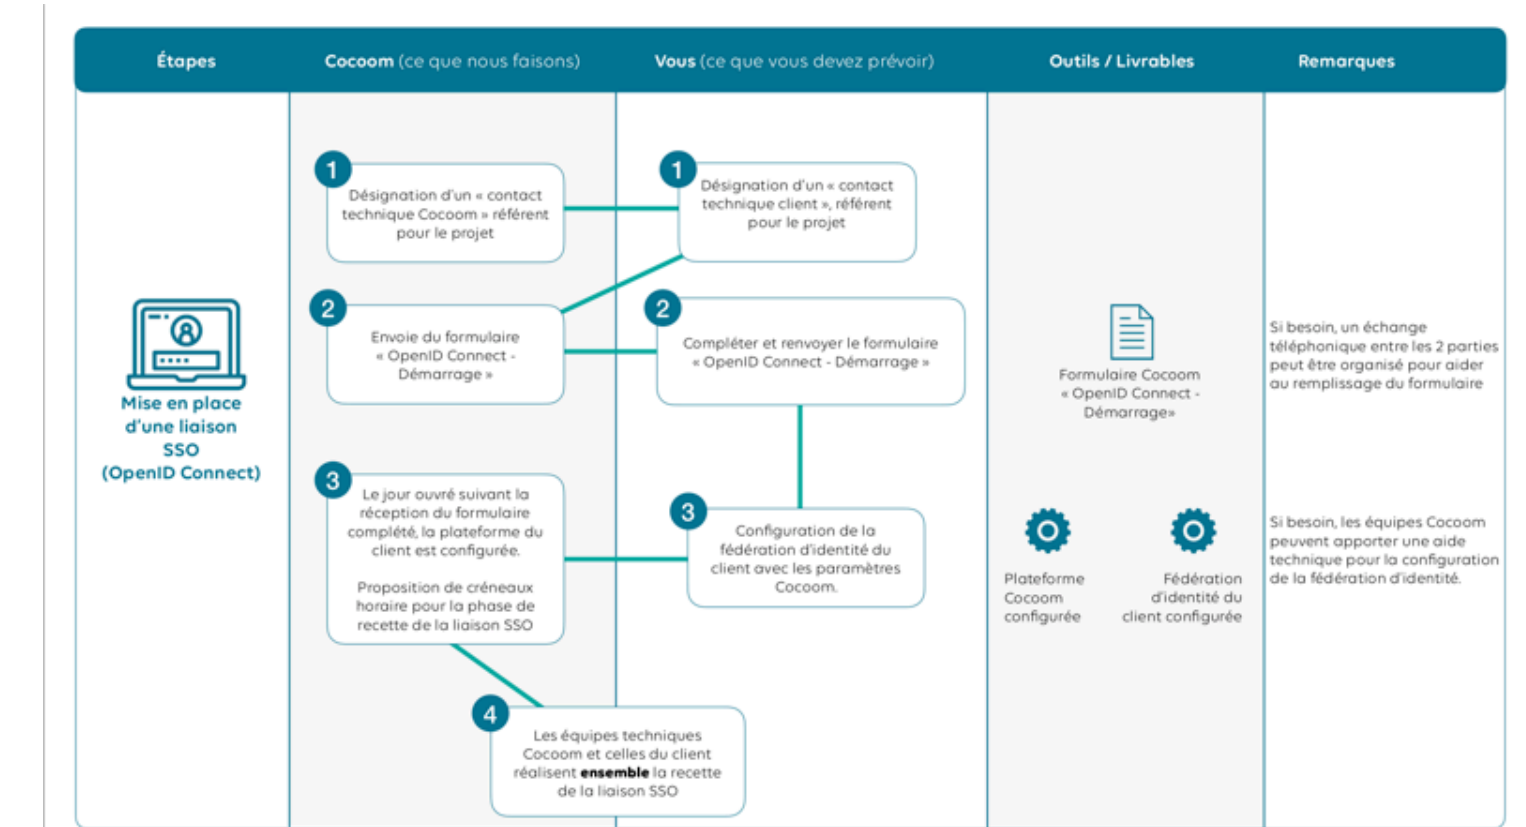 Étapes
Cocoom (ce que nous faisons)
Vous (ce que vous devez prévoir)
Outils / Livrables
Remarques
Mise en place
d'une liaison
SSO
(OpenID Connect)
1
Désignation d'un « contact
technique Cocoom » référent
pour le projet
1
Désignation d'un « contact
technique client », référent
pour le projet
2
Envoie du formulaire
« OpenID Connect -
Démarrage »
2
Compléter et renvoyer le formulaire
« OpenID Connect - Démarrage »
Formulaire Cocoom
« OpenID Connect -
Démarrage»
Si besoin, un échange
téléphonique entre les 2 parties
peut être organisé pour aider
au remplissage du formulaire
3
Le jour ouvré suivant la
réception du formulaire
complété, la plateforme du
client est configurée.
Proposition de créneaux
horaire pour la phase de
recette de la liaison SSO
3
Configuration de la
fédération d'identité du
client avec les paramètres
Cocoom.
Plateforme
Cocoom
configurée
Fédération
d'identité du
client configurée
Si besoin, les équipes Cocoom
peuvent apporter une aide
technique pour la configuration
de la fédération d'identité.
4
Les équipes techniques
Cocoom et celles du client
réalisent ensemble la recette
de la liaison SSO